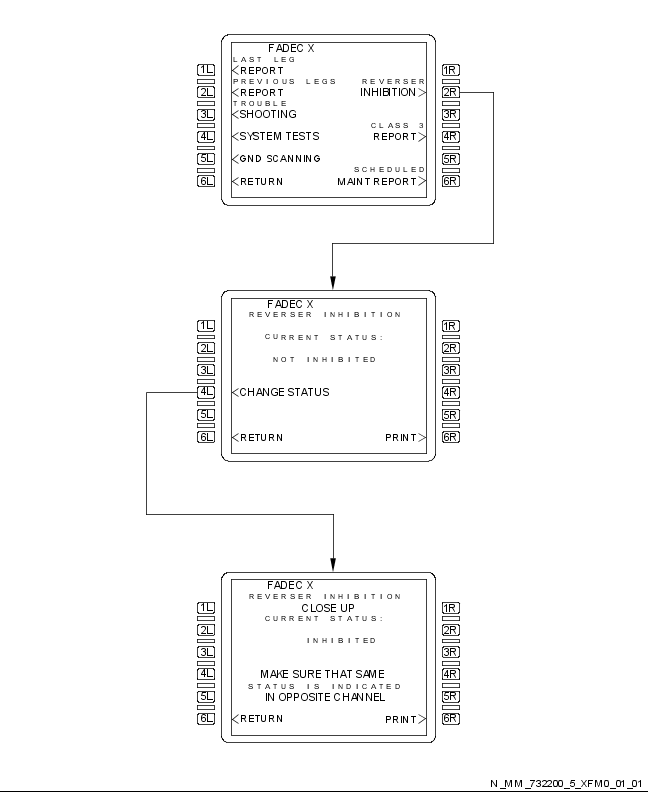 FADEC X
LAST LEG
1L <REPORT 1R
PREVIOUS LEGS REVERSER
2L <REPORT INHIBITION> 2R
TROUBLE
3L <SHOOTING 3R
CLASS 3
4L <SYSTEM TESTS REPORT> 4R
5L <GND SCANNING 5R
SCHEDULED
6L <RETURN MAINT REPORT> 6R
FADEC X
REVERSER INHIBITION
1L 1R
CURRENT STATUS:
2L 2R
NOT INHIBITED
3L 3R
4L <CHANGE STATUS 4R
5L 5R
6L <RETURN PRINT> 6R
FADEC X
REVERSER INHIBITION
1L CLOSE UP 1R
CURRENT STATUS:
2L 2R
INHIBITED
3L 3R
4L MAKE SURE THAT SAME 4R
STATUS IS INDICATED
5L IN OPPOSITE CHANNEL 5R
6L <RETURN PRINT> 6R
N_MM_732200_5_XFM0_01_01